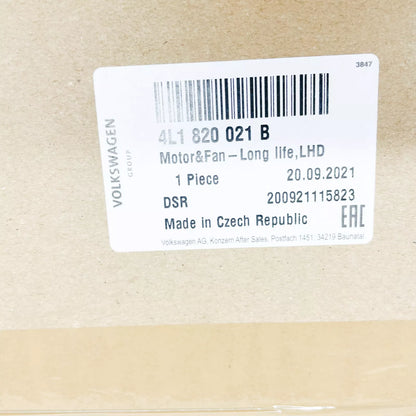 3847
VOLKSWAGEN
GROUP
4L1 820 021 B
Motor&Fan-Long life,LHD
1 Piece 20.09.2021
DSR 200921115823
Made in Czech Republic EAC
Volkswagen AG, Konzern After Sales, Postfach 1451, 34219 Baunatal